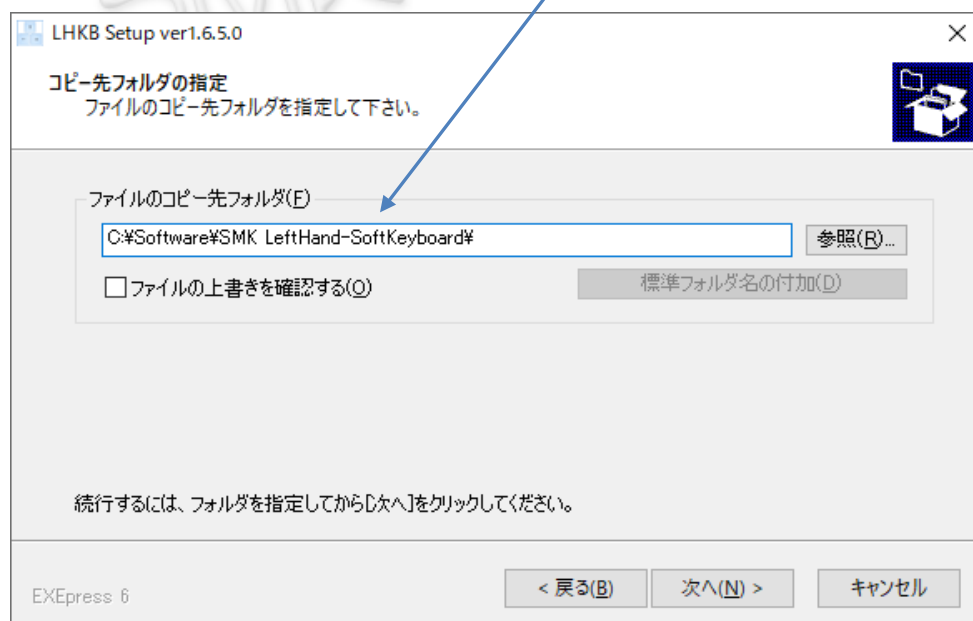 LHKB Setup ver1.6.5.0
コピー先フォルダの指定
ファイルのコピー先フォルダを指定して下さい。
ファイルのコピー先フォルダ(F)
C:¥Software¥SMK LeftHand-SoftKeyboard¥
参照(R)...
ファイルの上書きを確認する(O)
標準フォルダ名の付加(D)
続行するには、フォルダを指定してから[次へ]をクリックしてください。
EXEpress 6
< 戻る(B)
次へ(N) >
キャンセル